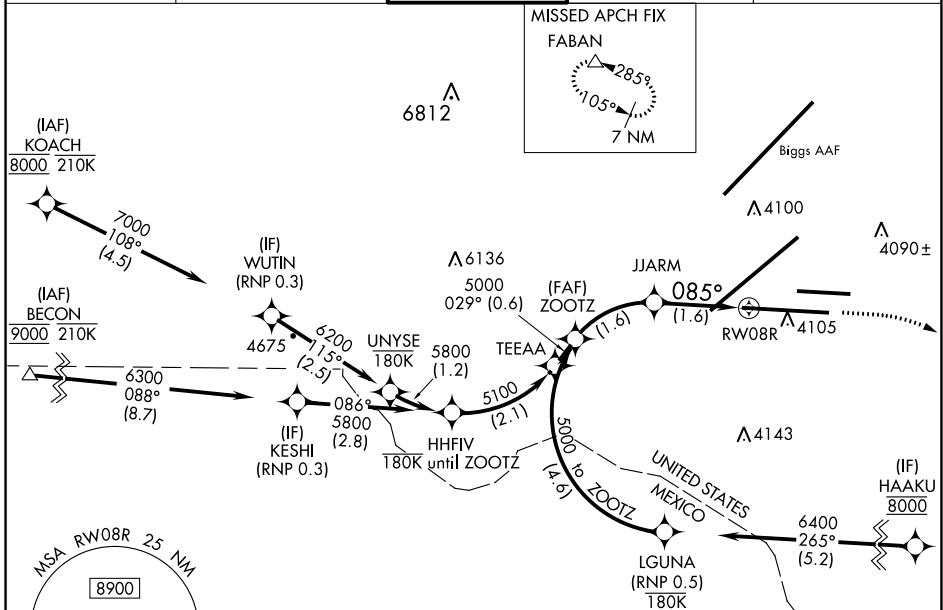 MISSED APCH FIX
FABAN
285°
105°
7 NM
6812
(IAF)
KOACH
8000 210K
7000
108°
(4.5)
Biggs AAF
4100
4090±
(IF)
WUTIN
(RNP 0.3)
6136
5000
029° (0.6)
(FAF)
ZOOTZ
JJARM
085°
(1.6)
(1.6)
RW08R
4105
(IAF)
BECON
9000 210K
6300
088°
(8.7)
4675
6200
115°
(2.5)
UNYSE
180K
5800
(1.2)
TEEAA
5100
(2.1)
086°
5800
(2.8)
(IF)
KESHI
(RNP 0.3)
HHFIV
180K until ZOOTZ
5000 to ZOOTZ
(4.6)
4143
UNITED STATES
MEXICO
(IF)
HAAKU
8000
6400
265°
(5.2)
LGUNA
(RNP 0.5)
180K
MSA RW08R 25 NM
8900